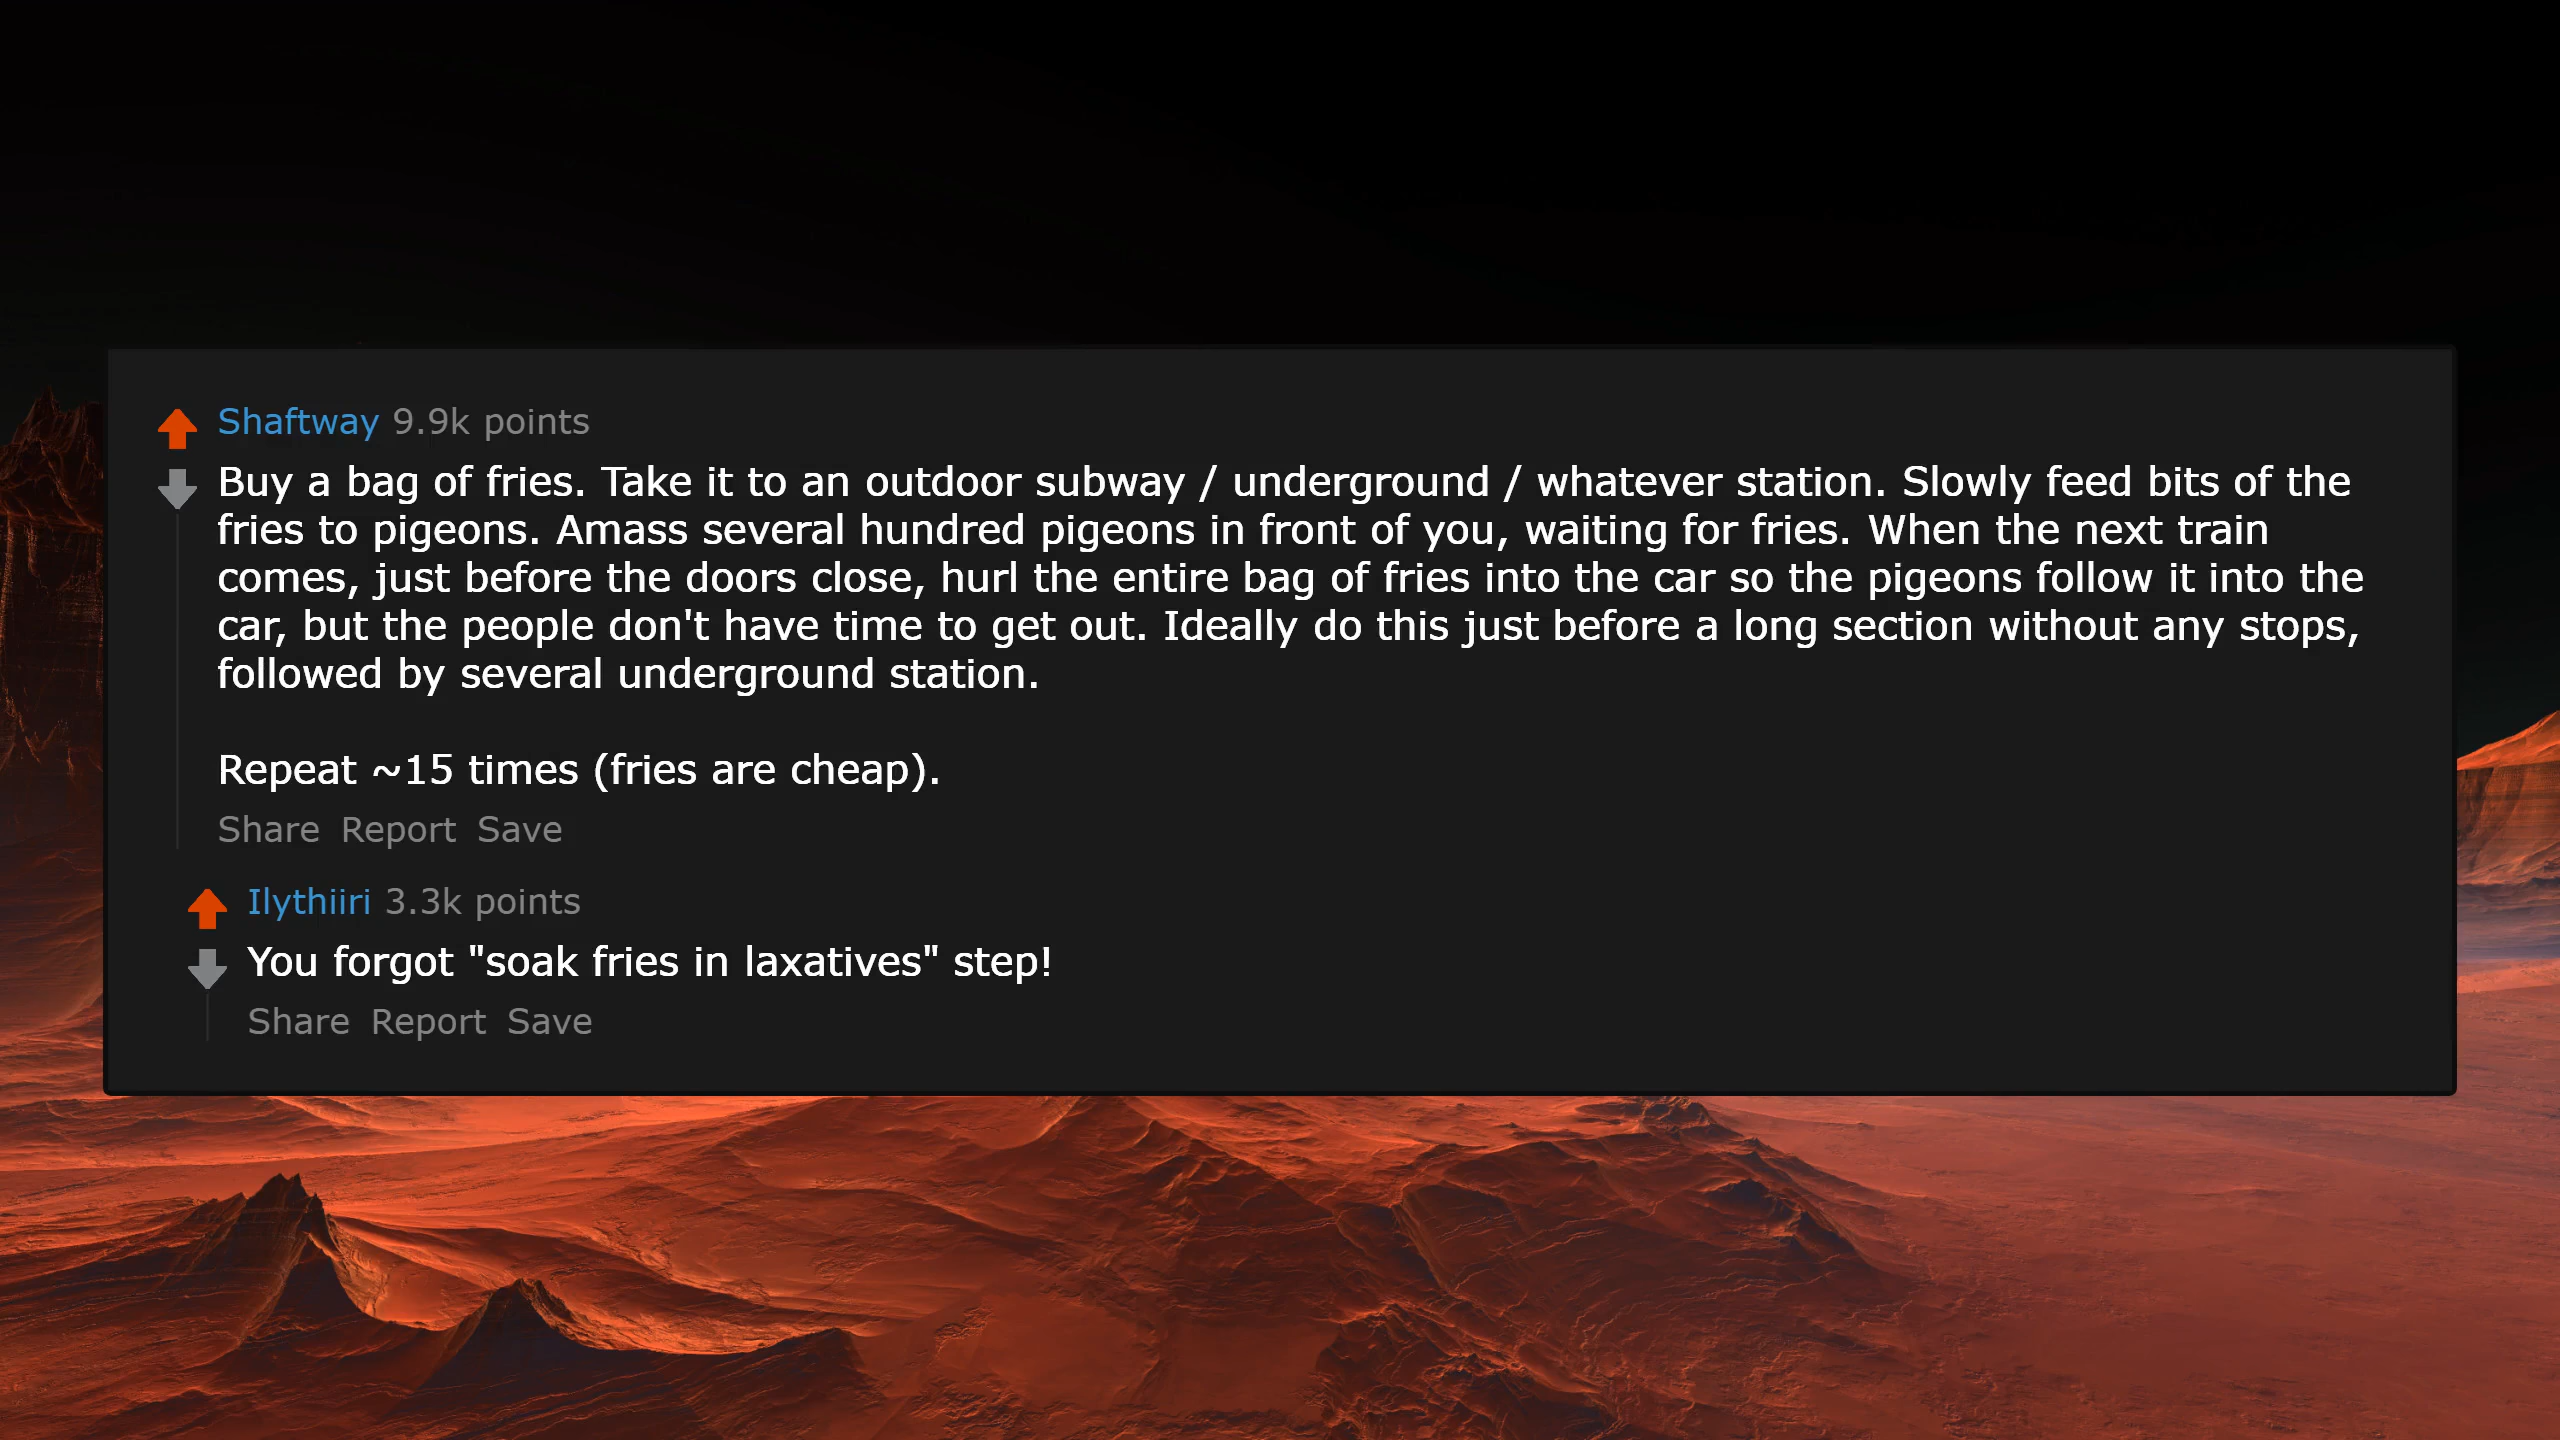 Shaftway 9.9k points
Buy a bag of fries. Take it to an outdoor subway / underground / whatever station. Slowly feed bits of the
fries to pigeons. Amass several hundred pigeons in front of you, waiting for fries. When the next train
comes, just before the doors close, hurl the entire bag of fries into the car so the pigeons follow it into the
car, but the people don't have time to get out. Ideally do this just before a long section without any stops,
followed by several underground station.
Repeat ~15 times (fries are cheap).
Share Report Save
Ilythiiri 3.3k points
You forgot "soak fries in laxatives" step!
Share Report Save